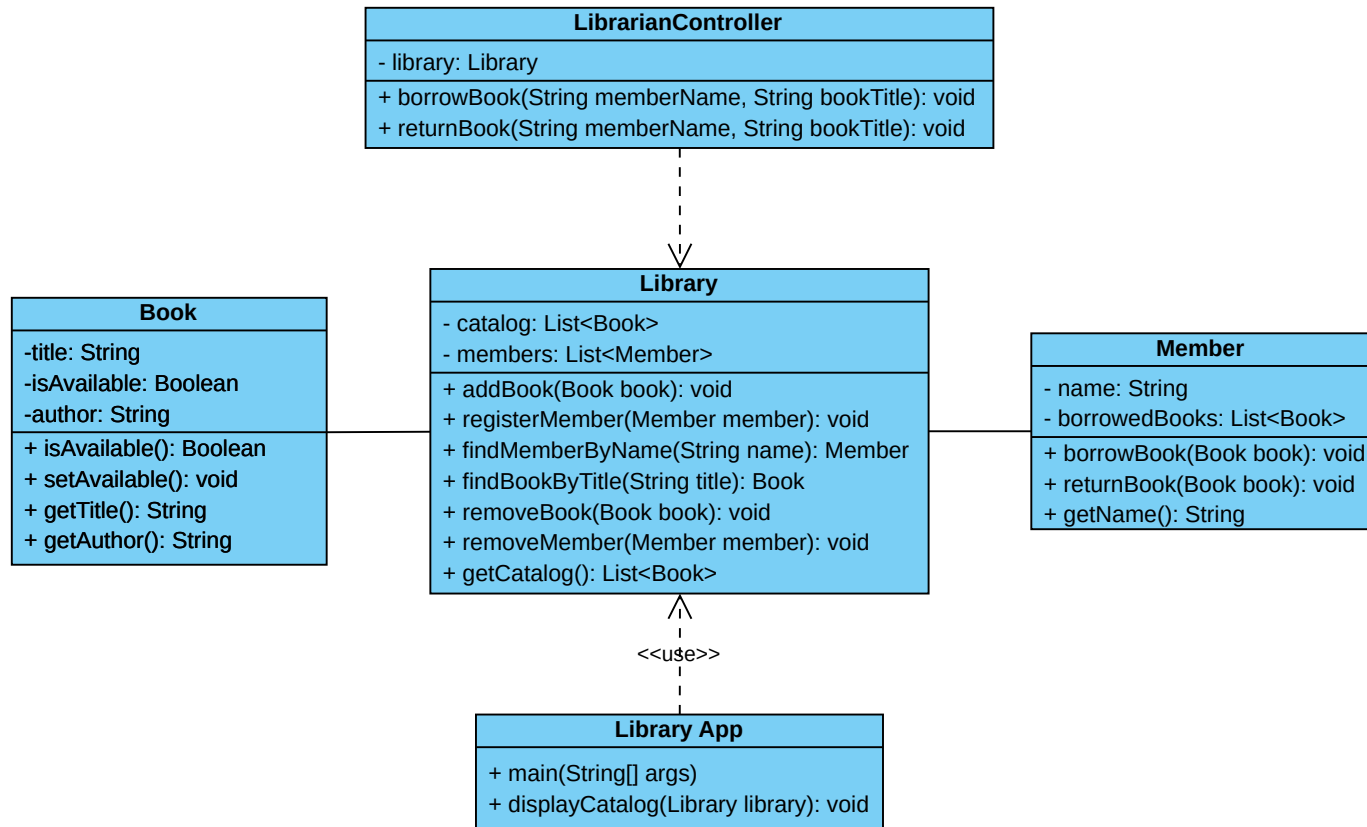 LibrarianController
- library: Library
+ borrowBook(String memberName, String bookTitle): void
+ returnBook(String memberName, String bookTitle): void
Book
-title: String
-isAvailable: Boolean
-author: String
+ isAvailable(): Boolean
+ setAvailable(): void
+ getTitle(): String
+ getAuthor(): String
Library
- catalog: List<Book>
- members: List<Member>
+ addBook(Book book): void
+ registerMember(Member member): void
+ findMemberByName(String name): Member
+ findBookByTitle(String title): Book
+ removeBook(Book book): void
+ removeMember(Member member): void
+ getCatalog(): List<Book>
Member
- name: String
- borrowedBooks: List<Book>
+ borrowBook(Book book): void
+ returnBook(Book book): void
+ getName(): String
<<use>>
Library App
+ main(String[] args)
+ displayCatalog(Library library): void